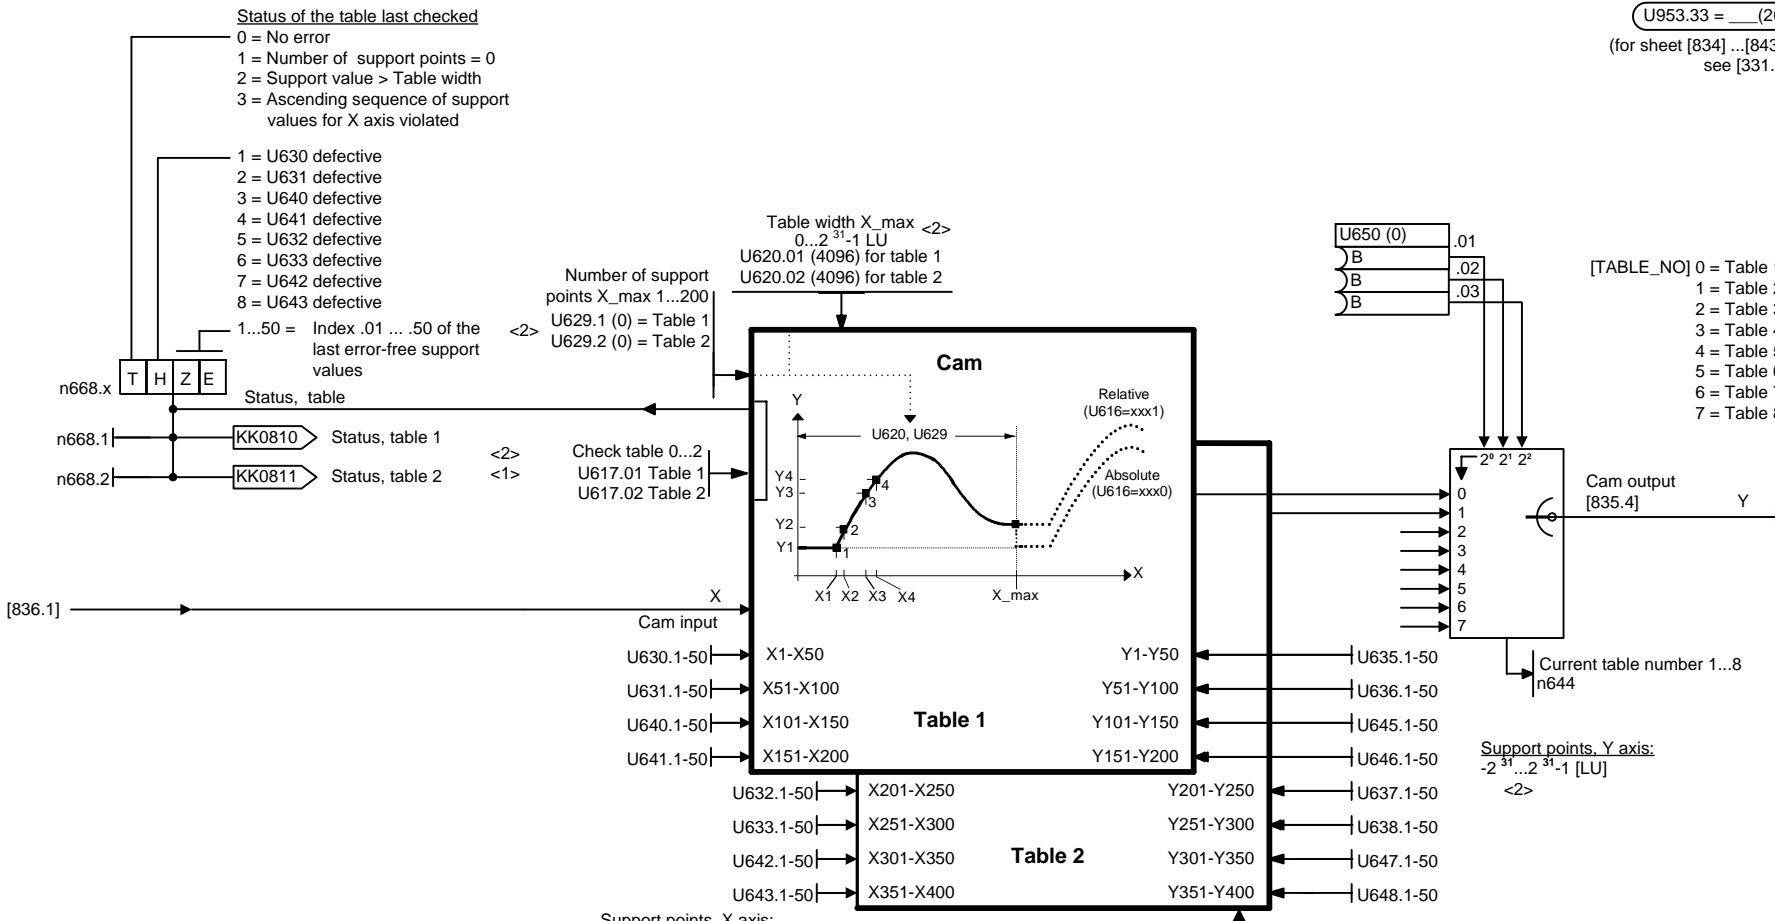 Status of the table last checked
0 = No error
1 = Number of support points = 0
2 = Support value > Table width
3 = Ascending sequence of support
values for X axis violated
1 = U630 defective
2 = U631 defective
3 = U640 defective
4 = U641 defective
5 = U632 defective
6 = U633 defective
7 = U642 defective
8 = U643 defective
1...50 = Index .01 ... .50 of the
last error-free support
values
n668.x
T H Z E
Status, table
n668.1
KK0810
Status, table 1
n668.2
KK0811
Status, table 2
<2>
<1>
Check table 0...2
U617.01 Table 1
U617.02 Table 2
Number of support
points X_max 1...200
<2>
U629.1 (0) = Table 1
U629.2 (0) = Table 2
Table width X_max <2>
0...2 31-1 LU
U620.01 (4096) for table 1
U620.02 (4096) for table 2
Cam
Relative
(U616=xxx1)
Absolute
(U616=xxx0)
Y
U620, U629
Y4
Y3
Y2
Y1
1
2
3
4
X
X1 X2 X3 X4 X_max
[836.1]
X
Cam input
U630.1-50 X1-X50 Y1-Y50 U635.1-50
U631.1-50 X51-X100 Y51-Y100 U636.1-50
U640.1-50 X101-X150 Table 1 Y101-Y150 U645.1-50
U641.1-50 X151-X200 Y151-Y200 U646.1-50
U632.1-50 X201-X250 Y201-Y250 U637.1-50
U633.1-50 X251-X300 Y251-Y300 U638.1-50
U642.1-50 X301-X350 Table 2 Y301-Y350 U647.1-50
U643.1-50 X351-X400 Y351-Y400 U648.1-50
Support points, X axis:
U953.33 = ___(20
(for sheet [834] ...[843
see [331.
U650 (0)
B .01
B .02
B .03
[TABLE_NO] 0 = Table
1 = Table
2 = Table
3 = Table
4 = Table
5 = Table
6 = Table
7 = Table
2⁰ 2¹ 2²
0
1
2
3
4
5
6
7
Cam output
[835.4]
Y
Current table number 1...8
n644
Support points, Y axis:
-2 31...2 31-1 [LU]
<2>